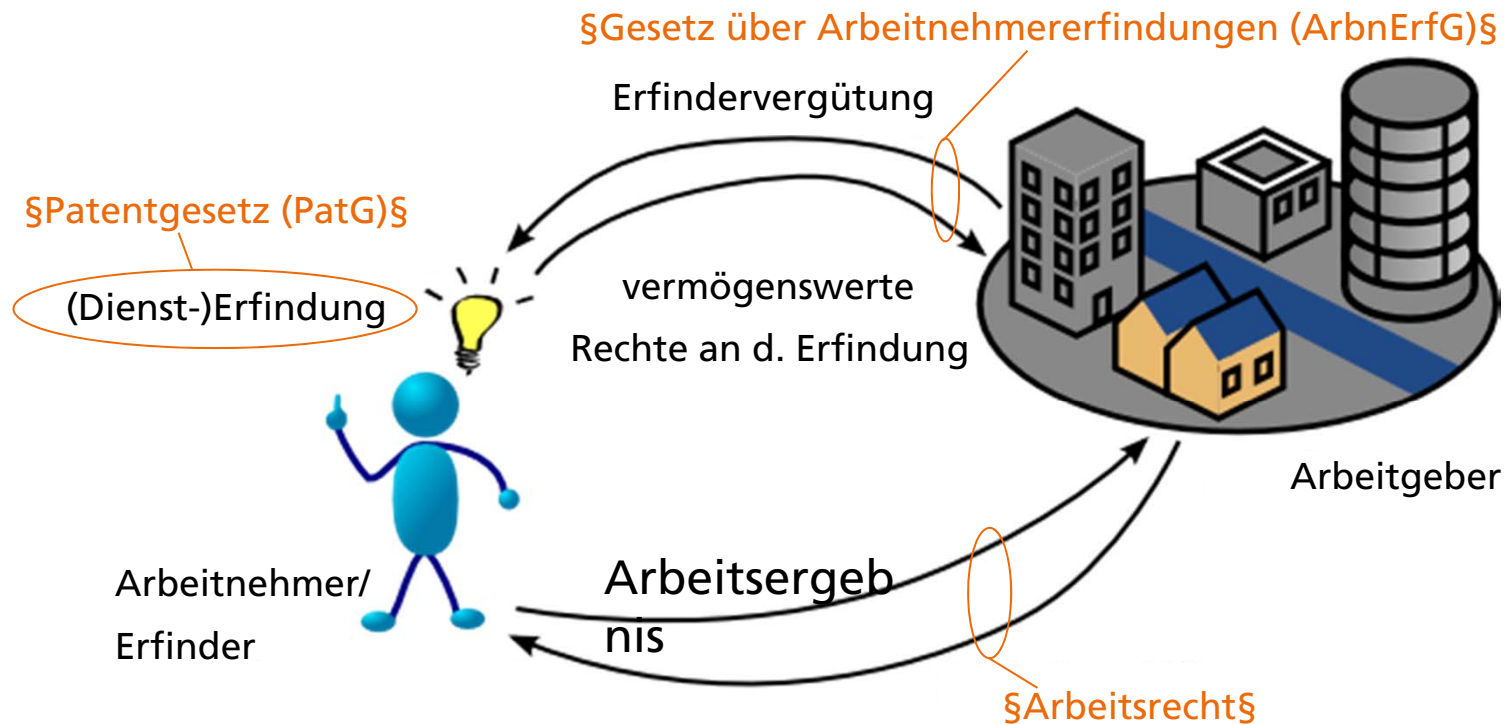 §Gesetz über Arbeitnehmererfindungen (ArbnErfG)§
Erfindervergütung
§Patentgesetz (PatG)§
(Dienst-)Erfindung
vermögenswerte
Rechte an d. Erfindung
Arbeitgeber
Arbeitnehmer/
Erfinder
Arbeitsergeb
nis
§Arbeitsrecht§